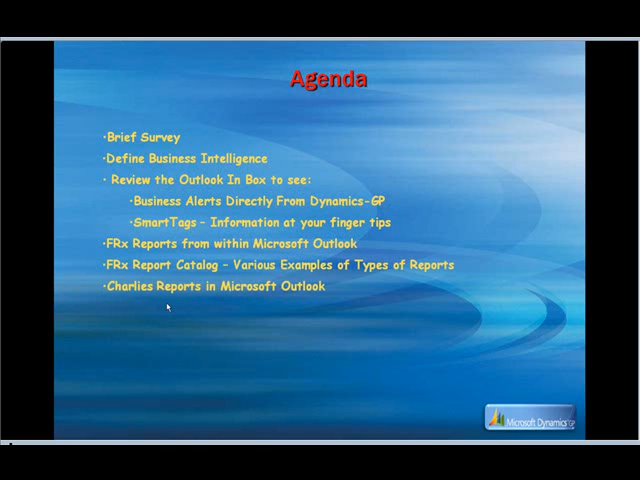 Agenda
•Brief Survey
•Define Business Intelligence
• Review the Outlook In Box to see:
•Business Alerts Directly From Dynamics-GP
•SmartTags – Information at your finger tips
•FRx Reports from within Microsoft Outlook
•FRx Report Catalog – Various Examples of Types of Reports
•Charlies Reports in Microsoft Outlook
Microsoft Dynamics GP